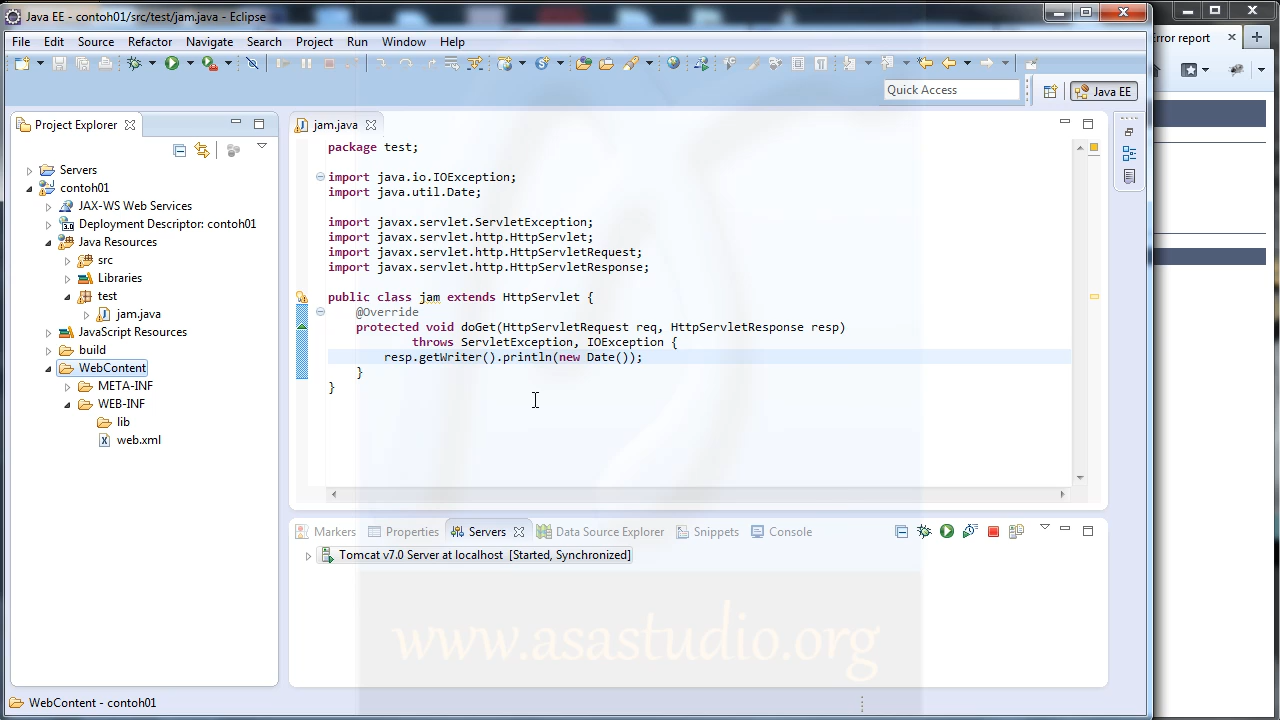 Java EE - contoh01/src/test/jam.java - Eclipse
File Edit Source Refactor Navigate Search Project Run Window Help
Error report
Quick Access
Java EE
Project Explorer
Servers
contoh01
JAX-WS Web Services
Deployment Descriptor: contoh01
3.0
Java Resources
src
Libraries
test
jam.java
JavaScript Resources
build
WebContent
META-INF
WEB-INF
lib
web.xml
jam.java
package test;
import java.io.IOException;
import java.util.Date;
import javax.servlet.ServletException;
import javax.servlet.http.HttpServlet;
import javax.servlet.http.HttpServletRequest;
import javax.servlet.http.HttpServletResponse;
public class jam extends HttpServlet {
@Override
protected void doGet(HttpServletRequest req, HttpServletResponse resp)
throws ServletException, IOException {
resp.getWriter().println(new Date());
}
}
Markers Properties Servers Data Source Explorer Snippets Console
Tomcat v7.0 Server at localhost [Started, Synchronized]
www.asastudio.org
WebContent - contoh01